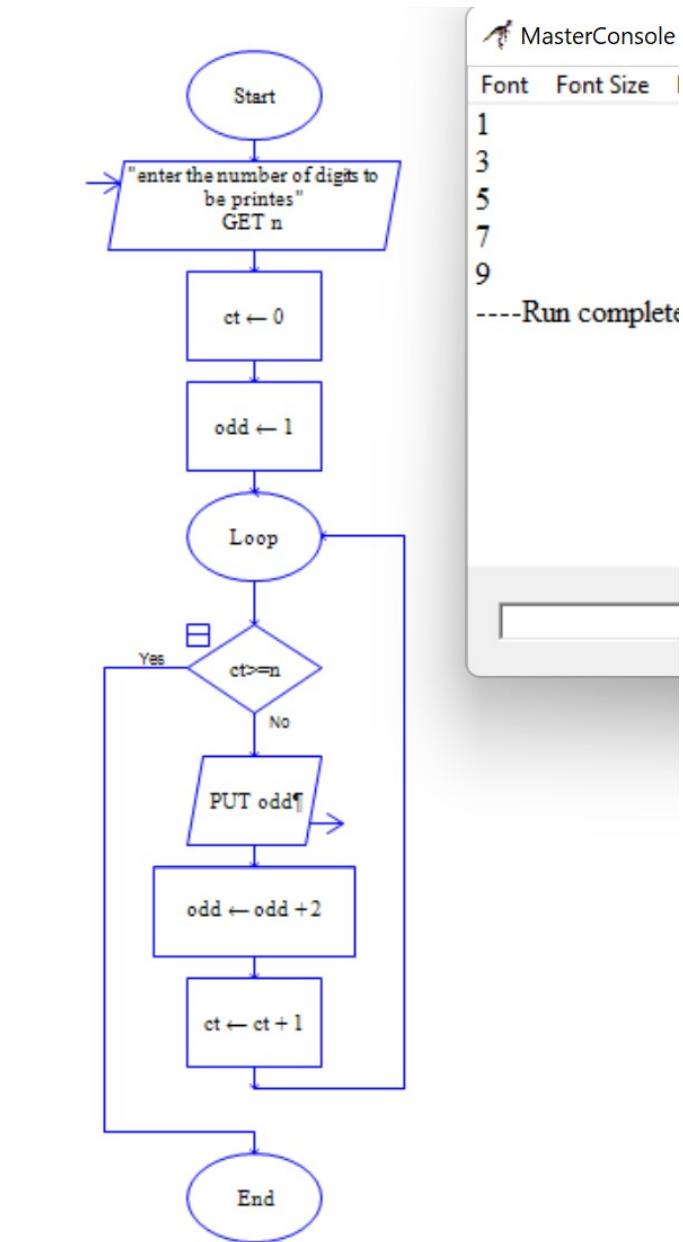 Start
"enter the number of digits to
be printes"
GET n
ct ← 0
odd ← 1
Loop
Yes
ct>=n
No
PUT odd¶
odd ← odd +2
ct ← ct + 1
End
MasterConsole
Font Font Size
1
3
5
7
9
----Run complete